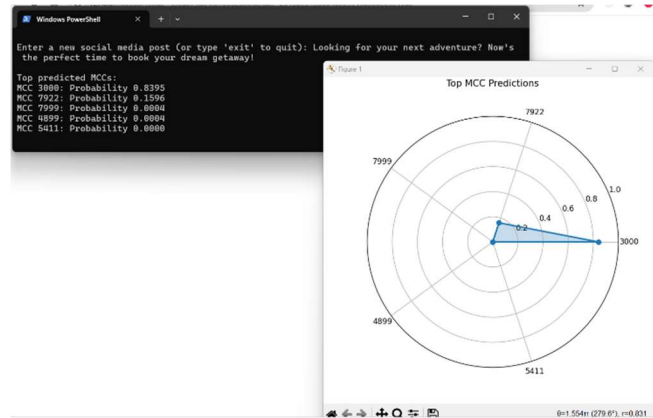 Windows PowerShell
Enter a new social media post (or type 'exit' to quit): Looking for your next adventure? Now's
the perfect time to book your dream getaway!
Top predicted MCCs:
MCC 3000: Probability 0.8395
MCC 7922: Probability 0.1596
MCC 7999: Probability 0.0004
MCC 4899: Probability 0.0004
MCC 5411: Probability 0.0000
Figure 1
Top MCC Predictions
7922
7999
1.0
0.8
0.6
0.4
0.2
3000
4899
5411
θ=1.554π (279.6°), r=0.831